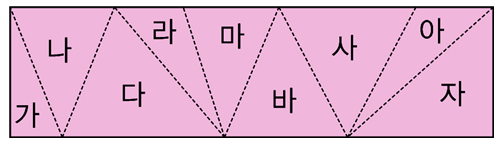 가 나 다 라 마 바 사 아 자